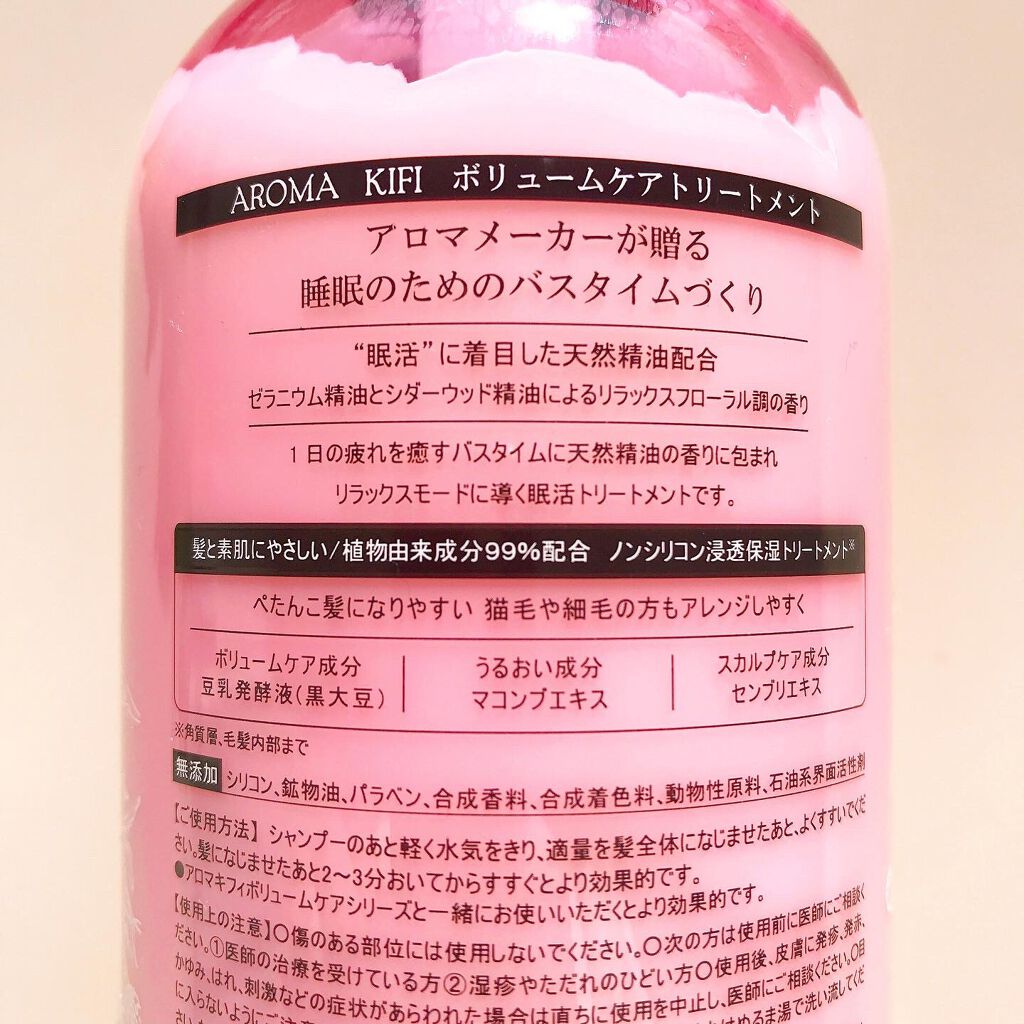 AROMA KIFI ボリュームケアトリートメント
アロマメーカーが贈る
睡眠のためのバスタイムづくり
“眠活”に着目した天然精油配合
ゼラニウム精油とシダーウッド精油によるリラックスフローラル調の香り
1日の疲れを癒すバスタイムに天然精油の香りに包まれ
リラックスモードに導く眠活トリートメントです。
髪と素肌にやさしい/植物由来成分99%配合 ノンシリコン浸透保湿トリートメント※
ぺたんこ髪になりやすい 猫毛や細毛の方もアレンジしやすく
ボリュームケア成分 うるおい成分 スカルプケア成分
豆乳発酵液(黒大豆) マコンブエキス センブリエキス
※角質層、毛髪内部まで
無添加 シリコン、鉱物油、パラベン、合成香料、合成着色料、動物性原料、石油系界面活性剤
【ご使用方法】シャンプーのあと軽く水気をきり、適量を髪全体になじませたあと、よくすすいでくだ
さい。髪になじませたあと2〜3分おいてからすすぐとより効果的です。
●アロマキフィボリュームケアシリーズと一緒にお使いいただくとより効果的です。
【使用上の注意】○傷のある部位には使用しないでください。○次の方は使用前に医師にご相談く
ださい。①医師の治療を受けている方②湿疹やただれのひどい方○使用後、皮膚に発疹、発赤、
かゆみ、はれ、刺激などの症状があらわれた場合は直ちに使用を中止し、医師にご相談ください。○目
に入らないようにご注意 はぬるま湯で洗い流してくだ